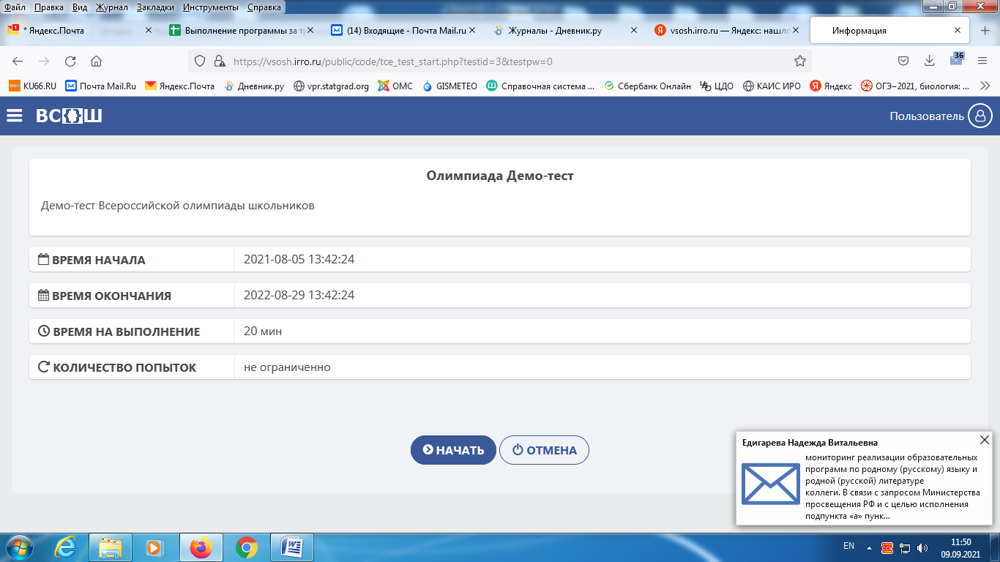 Файл Правка Вид Журнал Закладки Инструменты Справка
* Яндекс.Почта
Выполнение программы за тр
(14) Входящие - Почта Mail.ru
Журналы - Дневник.ру
vsosh.irro.ru — Яндекс: нашло
Информация
https://vsosh.irro.ru/public/code/tce_test_start.php?testid=3&testpw=0
36
KU66.RU Почта Mail.Ru Яндекс.Почта Дневник.ру vpr.statgrad.org ОМС GISMETEO Справочная система ... Сбербанк Онлайн ЦДО КАИС ИРО Яндекс ОГЭ–2021, биология: ...
ВС{}Ш
Пользователь
Олимпиада Демо-тест
Демо-тест Всероссийской олимпиады школьников
ВРЕМЯ НАЧАЛА 2021-08-05 13:42:24
ВРЕМЯ ОКОНЧАНИЯ 2022-08-29 13:42:24
ВРЕМЯ НА ВЫПОЛНЕНИЕ 20 мин
КОЛИЧЕСТВО ПОПЫТОК не ограниченно
НАЧАТЬ ОТМЕНА
Едигарева Надежда Витальевна
мониторинг реализации образовательных
программ по родному (русскому) языку и
родной (русской) литературе
коллеги. В связи с запросом Министерства
просвещения РФ и с целью исполнения
подпункта «а» пунк...
EN
11:50
09.09.2021